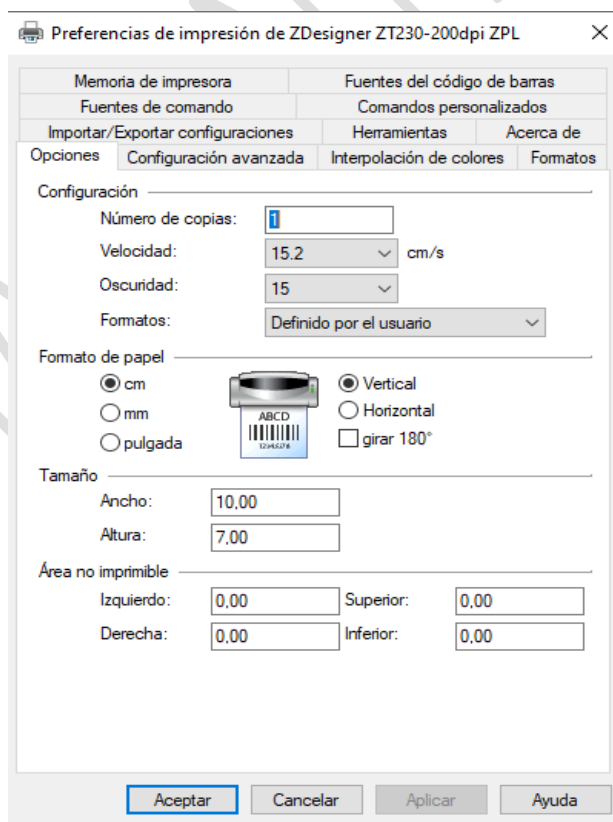 Preferencias de impresión de ZDesigner ZT230-200dpi ZPL
Memoria de impresora Fuentes del código de barras
Fuentes de comando Comandos personalizados
Importar/Exportar configuraciones Herramientas Acerca de
Opciones Configuración avanzada Interpolación de colores Formatos
Configuración
Número de copias: 1
Velocidad: 15.2 cm/s
Oscuridad: 15
Formatos: Definido por el usuario
Formato de papel
cm Vertical
mm Horizontal
pulgada girar 180°
ABCD
12345678
Tamaño
Ancho: 10,00
Altura: 7,00
Área no imprimible
Izquierdo: 0,00 Superior: 0,00
Derecha: 0,00 Inferior: 0,00
Aceptar Cancelar Aplicar Ayuda